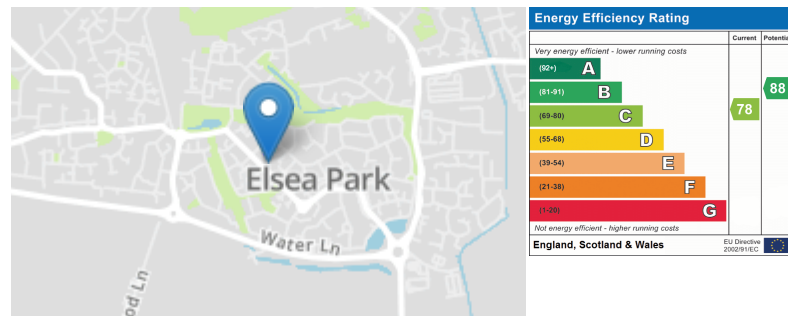 Elsea Park
Water Ln
od Ln
Energy Efficiency Rating
Current Potentia
Very energy efficient - lower running costs
(92+) A
(81-91) B
88
(69-80) C
78
(55-68) D
(39-54) E
(21-38) F
(1-20) G
Not energy efficient - higher running costs
England, Scotland & Wales
EU Directive
2002/91/EC